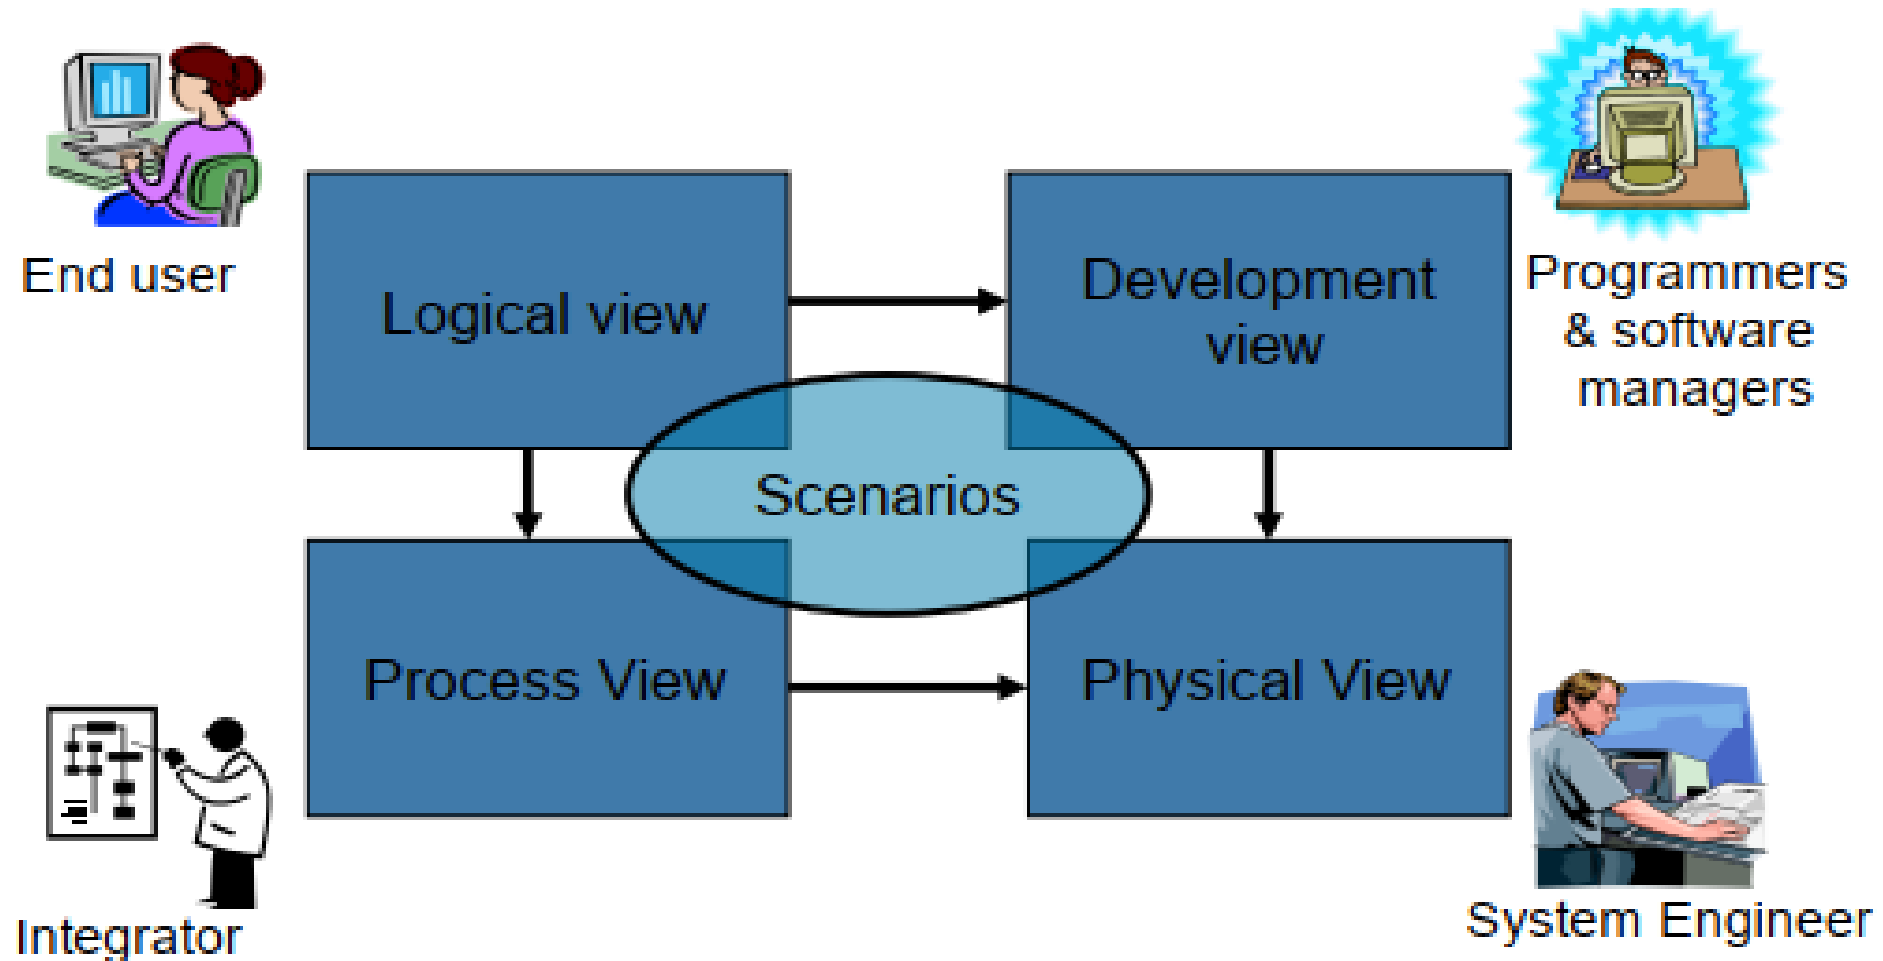 End user
Logical view
Development
view
Programmers
& software
managers
Scenarios
Process View
Physical View
Integrator
System Engineer